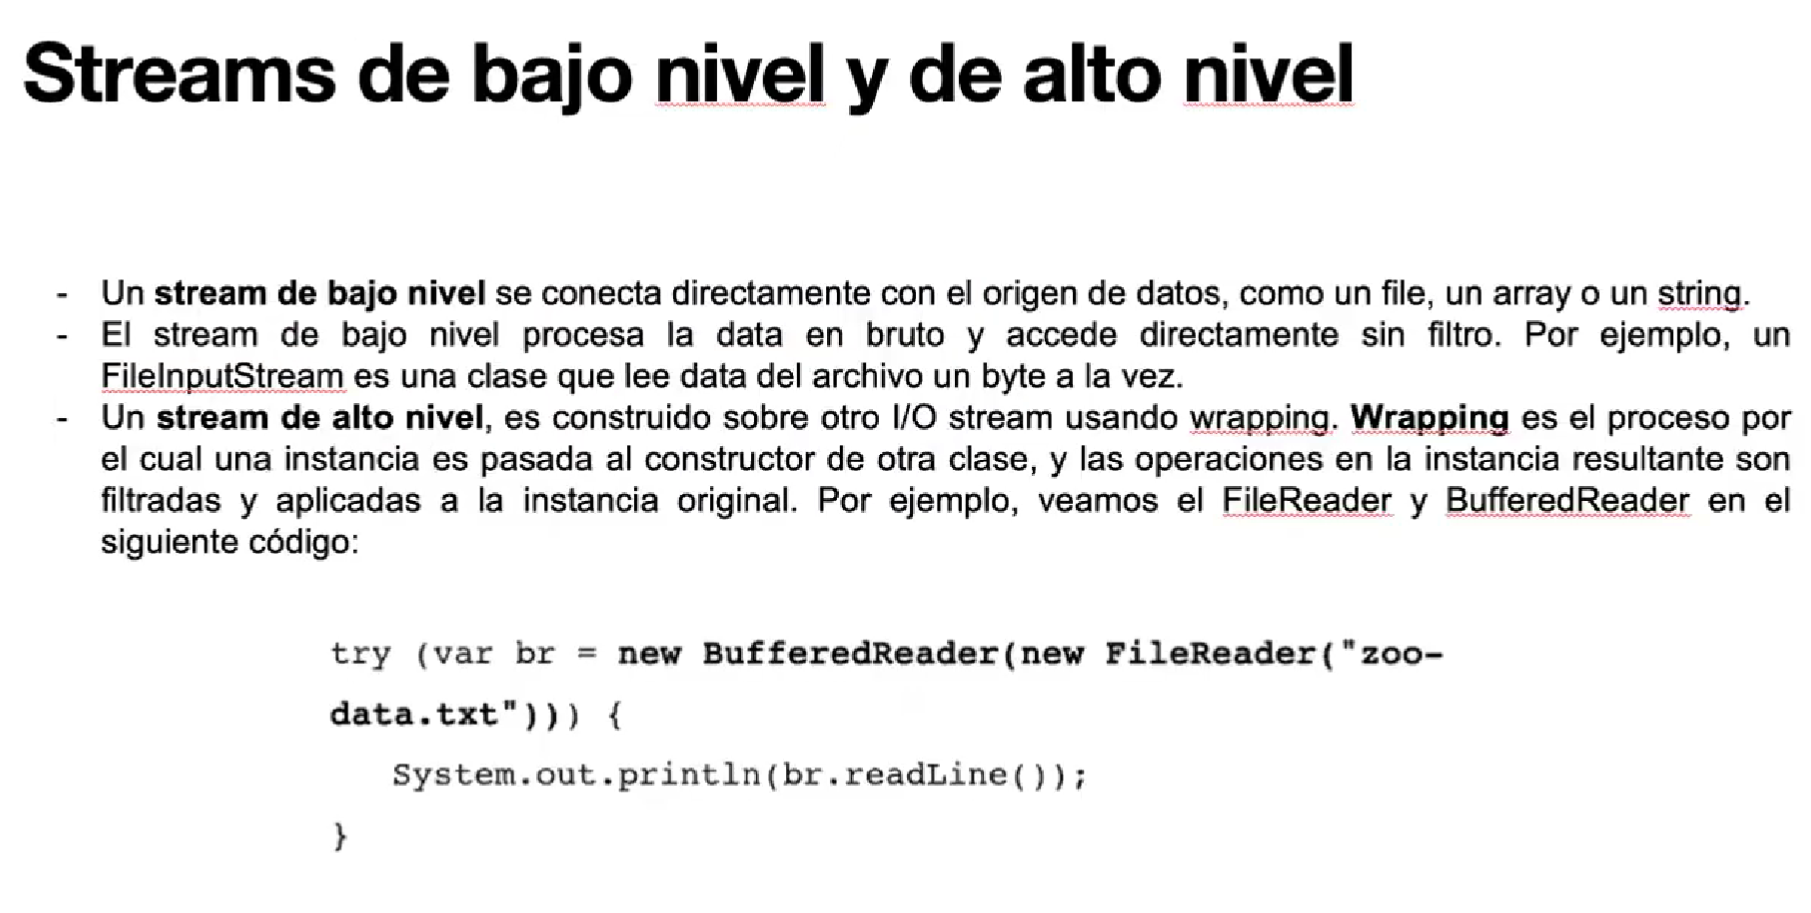 Streams de bajo nivel y de alto nivel
- Un stream de bajo nivel se conecta directamente con el origen de datos, como un file, un array o un string.
- El stream de bajo nivel procesa la data en bruto y accede directamente sin filtro. Por ejemplo, un
FileInputStream es una clase que lee data del archivo un byte a la vez.
- Un stream de alto nivel, es construido sobre otro I/O stream usando wrapping. Wrapping es el proceso por
el cual una instancia es pasada al constructor de otra clase, y las operaciones en la instancia resultante son
filtradas y aplicadas a la instancia original. Por ejemplo, veamos el FileReader y BufferedReader en el
siguiente código:
try (var br = new BufferedReader(new FileReader("zoo-
data.txt"))) {
System.out.println(br.readLine());
}